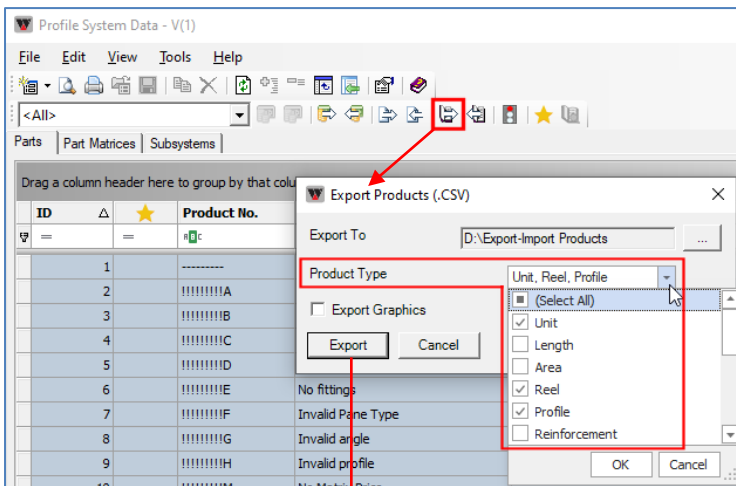 Profile System Data - V(1)
File Edit View Tools Help
<All>
Parts Part Matrices Subsystems
Drag a column header here to group by that colu
ID Product No.
= = ABC
1 ---------
2 !!!!!!!!!A
3 !!!!!!!!!B
4 !!!!!!!!!C
5 !!!!!!!!!D
6 !!!!!!!!!E No fittings
7 !!!!!!!!!F Invalid Pane Type
8 !!!!!!!!!G Invalid angle
9 !!!!!!!!!H Invalid profile
Export Products (.CSV)
Export To D:\Export-Import Products ...
Product Type Unit, Reel, Profile
Export Graphics
Export Cancel
(Select All)
Unit
Length
Area
Reel
Profile
Reinforcement
OK Cancel